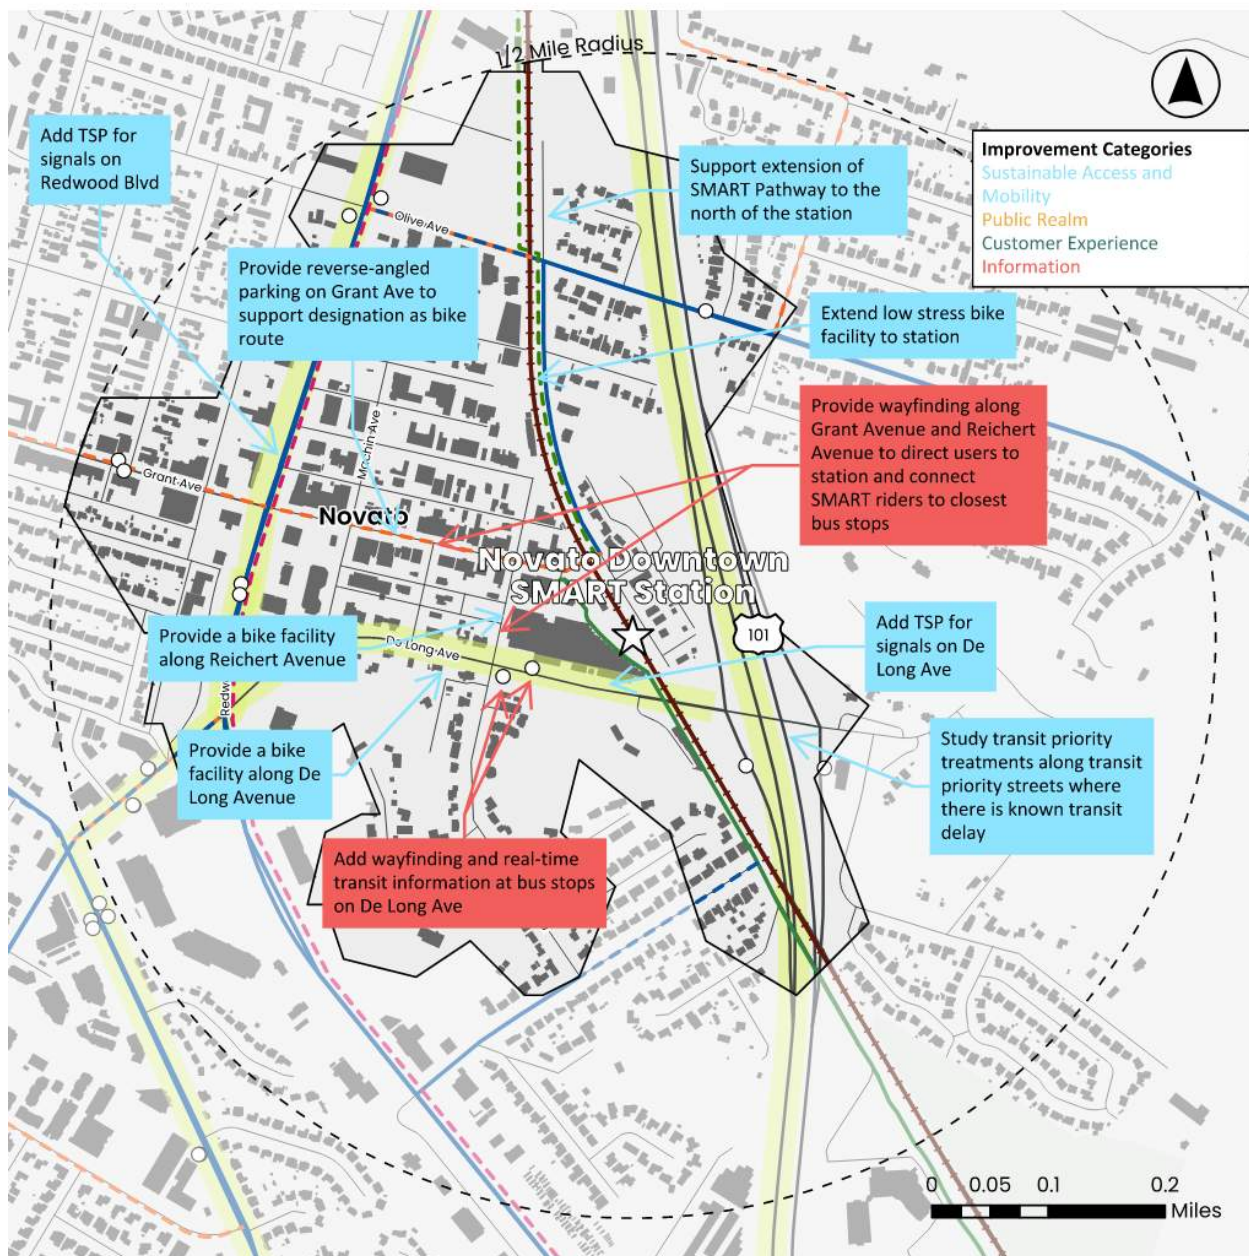 1/2 Mile Radius
Add TSP for
signals on
Redwood Blvd
Support extension of
SMART Pathway to the
north of the station
Improvement Categories
Sustainable Access and
Mobility
Public Realm
Customer Experience
Information
Olive Ave
Provide reverse-angled
parking on Grant Ave to
support designation as bike
route
Extend low stress bike
facility to station
Provide wayfinding along
Grant Avenue and Reichert
Avenue to direct users to
station and connect
SMART riders to closest
bus stops
Machin Ave
Grant Ave
Novato
Novato Downtown
SMART Station
101
Provide a bike facility
along Reichert Avenue
De Long Ave
Add TSP for
signals on De
Long Ave
Redw
Provide a bike
facility along De
Long Avenue
Study transit priority
treatments along transit
priority streets where
there is known transit
delay
Add wayfinding and real-time
transit information at bus stops
on De Long Ave
0 0.05 0.1 0.2
Miles